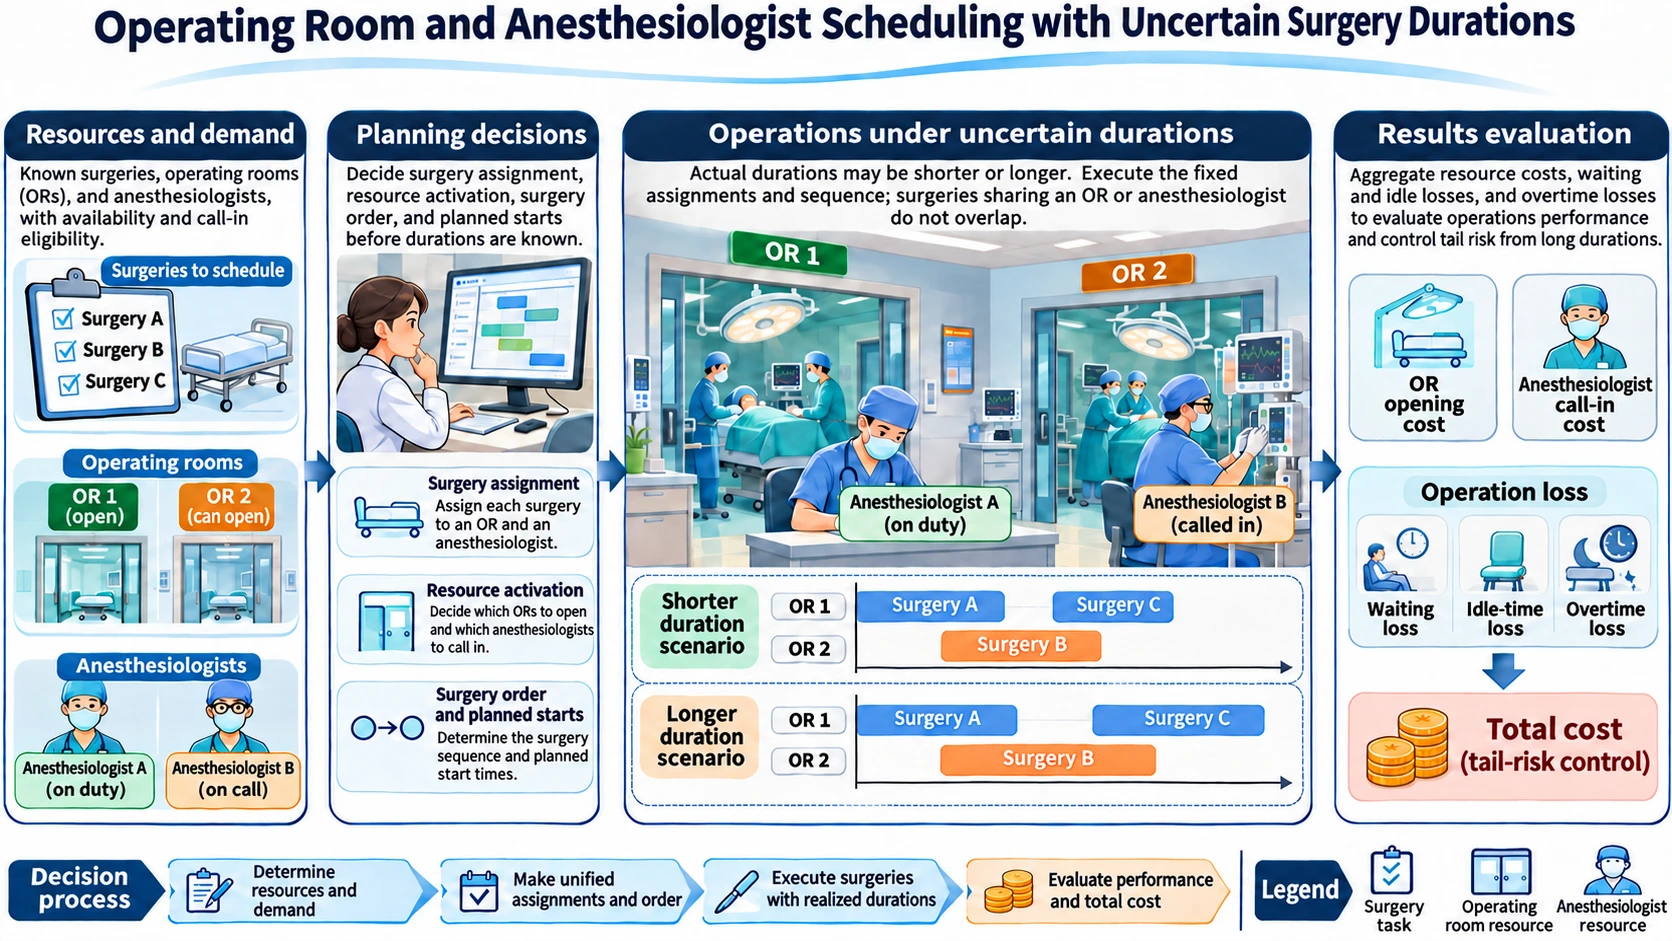 Operating Room and Anesthesiologist Scheduling with Uncertain Surgery Durations
Resources and demand
Known surgeries, operating rooms
(ORs), and anesthesiologists,
with availability and call-in
eligibility.
Surgeries to schedule
Surgery A
Surgery B
Surgery C
Operating rooms
OR 1
(open)
OR 2
(can open)
Anesthesiologists
Anesthesiologist A
(on duty)
Anesthesiologist B
(on call)
Planning decisions
Decide surgery assignment,
resource activation, surgery
order, and planned starts
before durations are known.
Surgery assignment
Assign each surgery
to an OR and an
anesthesiologist.
Resource activation
Decide which ORs to open
and which anesthesiologists
to call in.
Surgery order
and planned starts
Determine the surgery
sequence and planned
start times.
Operations under uncertain durations
Actual durations may be shorter or longer. Execute the fixed
assignments and sequence; surgeries sharing an OR or anesthesiologist
do not overlap.
OR 1
OR 2
Anesthesiologist A
(on duty)
Anesthesiologist B
(called in)
Shorter
duration
scenario
OR 1
Surgery A
Surgery C
OR 2
Surgery B
Longer
duration
scenario
OR 1
Surgery A
Surgery C
OR 2
Surgery B
Results evaluation
Aggregate resource costs, waiting
and idle losses, and overtime losses
to evaluate operations performance
and control tail risk from long durations.
OR
opening
cost
Anesthesiologist
call-in
cost
Operation loss
Waiting
loss
Idle-time
loss
Overtime
loss
Total cost
(tail-risk control)
Decision
process
Determine
resources and
demand
Make unified
assignments and order
Execute surgeries
with realized durations
Evaluate performance
and total cost
Legend
Surgery
task
Operating
room resource
Anesthesiologist
resource